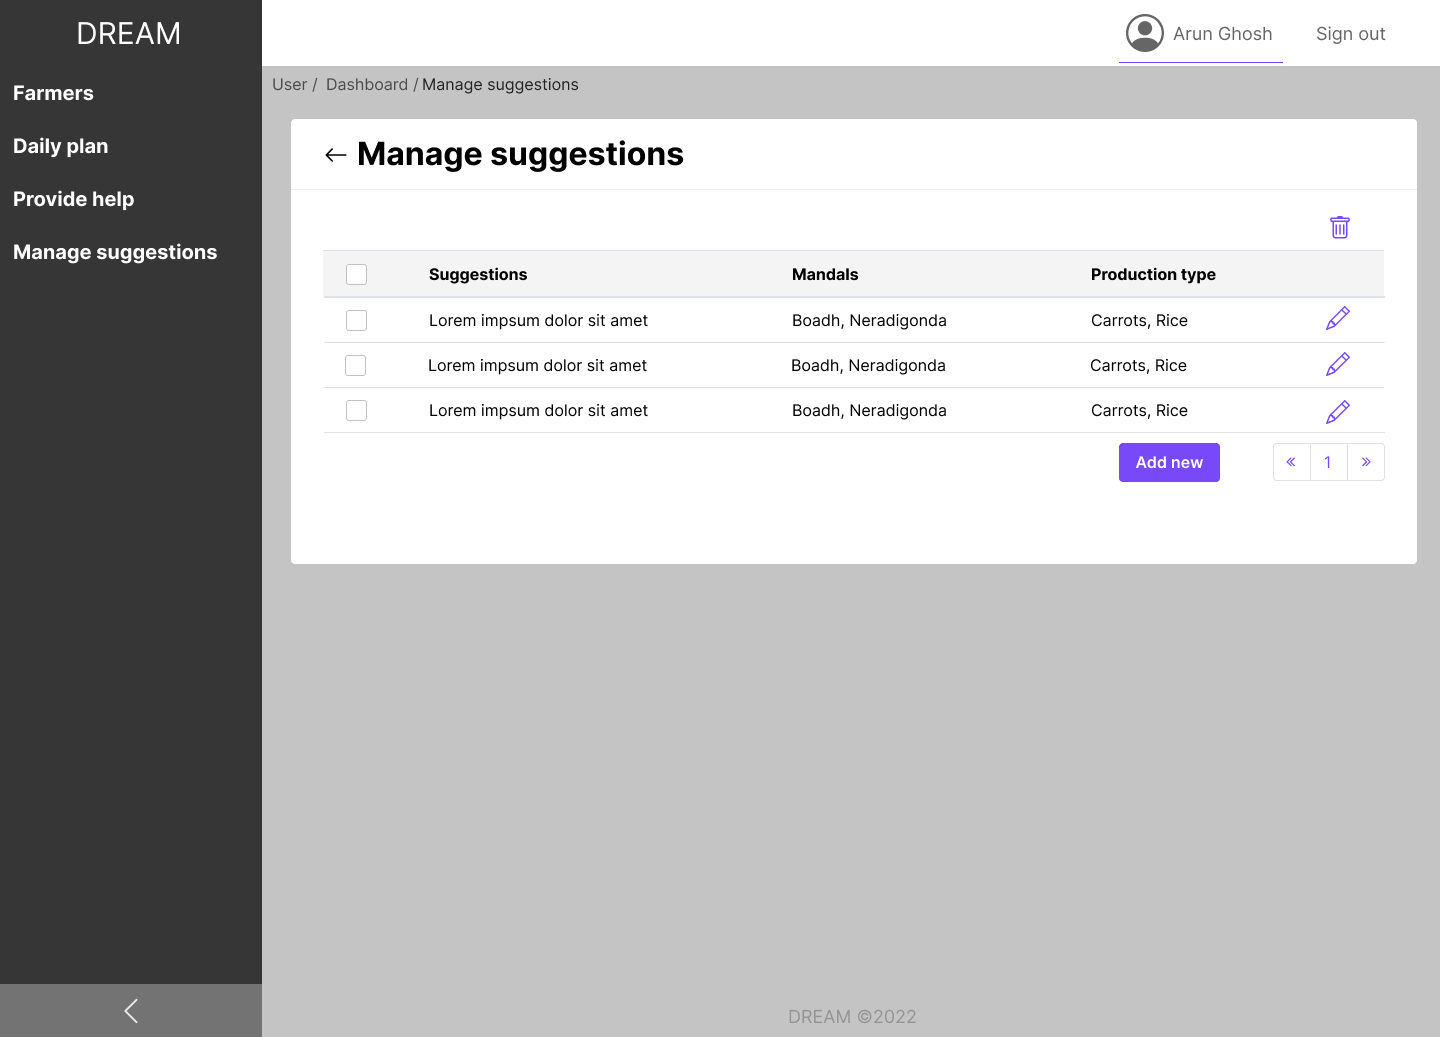 DREAM
Farmers
Daily plan
Provide help
Manage suggestions
Arun Ghosh
Sign out
User / Dashboard / Manage suggestions
Manage suggestions
Suggestions Mandals Production type
Lorem impsum dolor sit amet Boadh, Neradigonda Carrots, Rice
Lorem impsum dolor sit amet Boadh, Neradigonda Carrots, Rice
Lorem impsum dolor sit amet Boadh, Neradigonda Carrots, Rice
Add new « 1 »
DREAM ©2022